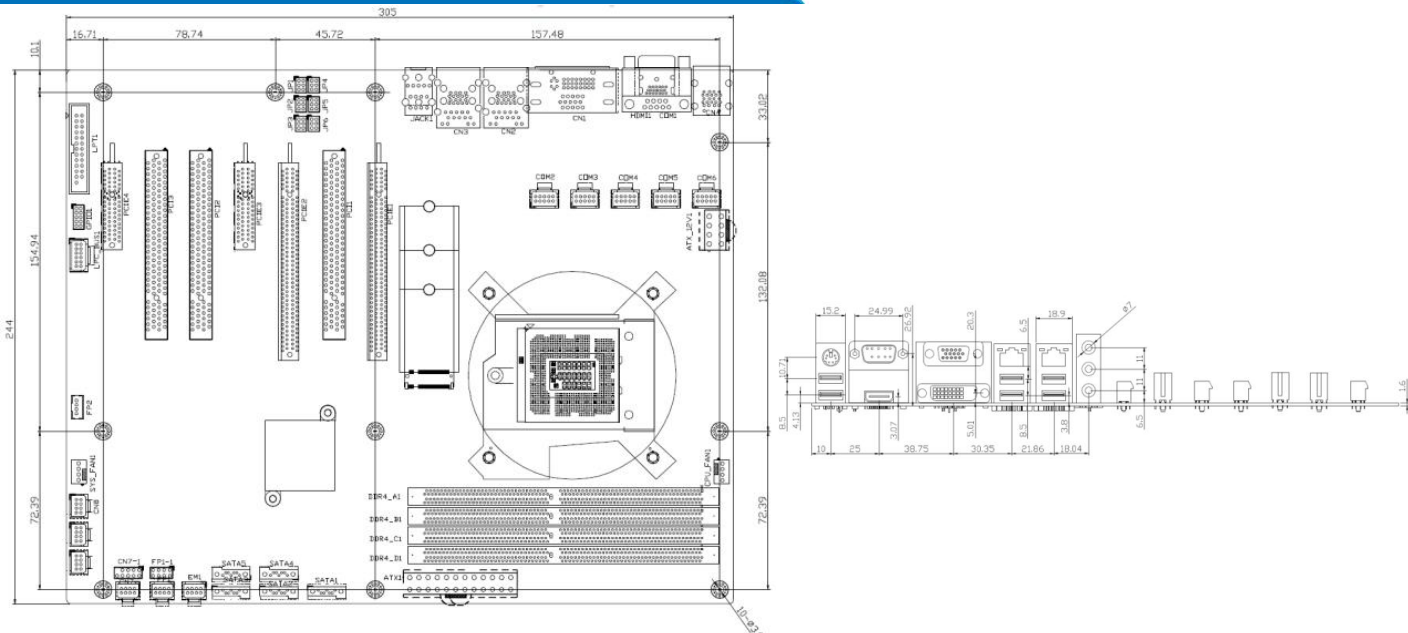 305
16.71
78.74
45.72
157.48
10.1
JP1
JP4
JP2
JP5
JP3
JP6
JACK1
CN3
CN2
CN1
HDMI1
COM1
33.02
LPT1
GPIO1
PCIE4
PCI3
PCI2
PCIE3
PCIE2
PCI1
COM2
COM3
COM4
COM5
COM6
ATX_12V1
154.94
244
132.08
FP2
SYS_FAN1
CN8
CPU_FAN1
72.39
72.39
DDR4_A1
DDR4_B1
DDR4_C1
DDR4_D1
CN7-1
FP1-1
EM1
SATA5
SATA4
SATA1
ATX1
15.2
24.99
26.92
20.3
6.5
18.9
ø7
10.71
11
11
8.5
4.13
3.07
5.01
8.5
3.8
6.5
1.6
10
25
38.75
30.35
21.86
18.04